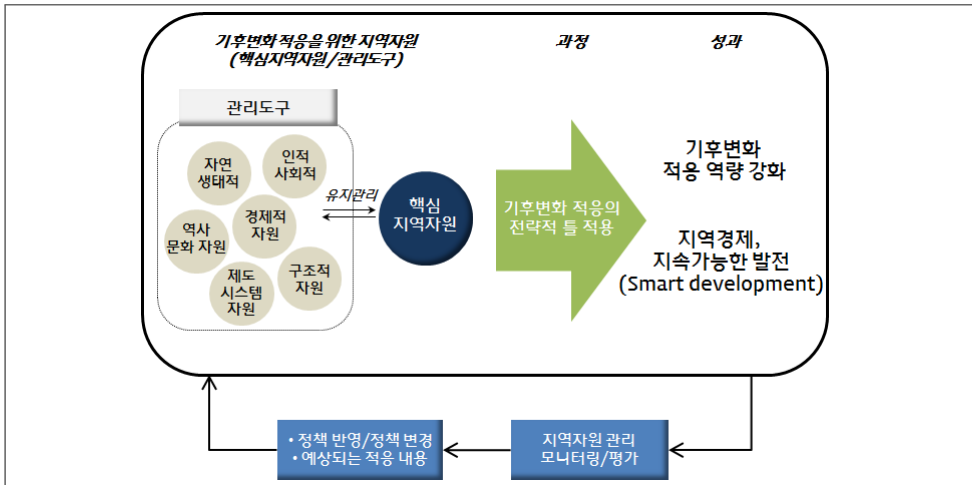 기후변화 적응을 위한 지역자원
(핵심지역자원/관리도구)
과정
성과
관리도구
자연
생태적
인적
사회적
역사
문화 자원
경제적
자원
제도
시스템
자원
구조적
자원
유지관리
핵심
지역자원
기후변화 적응의
전략적 틀 적용
기후변화
적응 역량 강화
지역경제,
지속가능한 발전
(Smart development)
• 정책 반영/정책 변경
• 예상되는 적응 내용
지역자원 관리
모니터링/평가